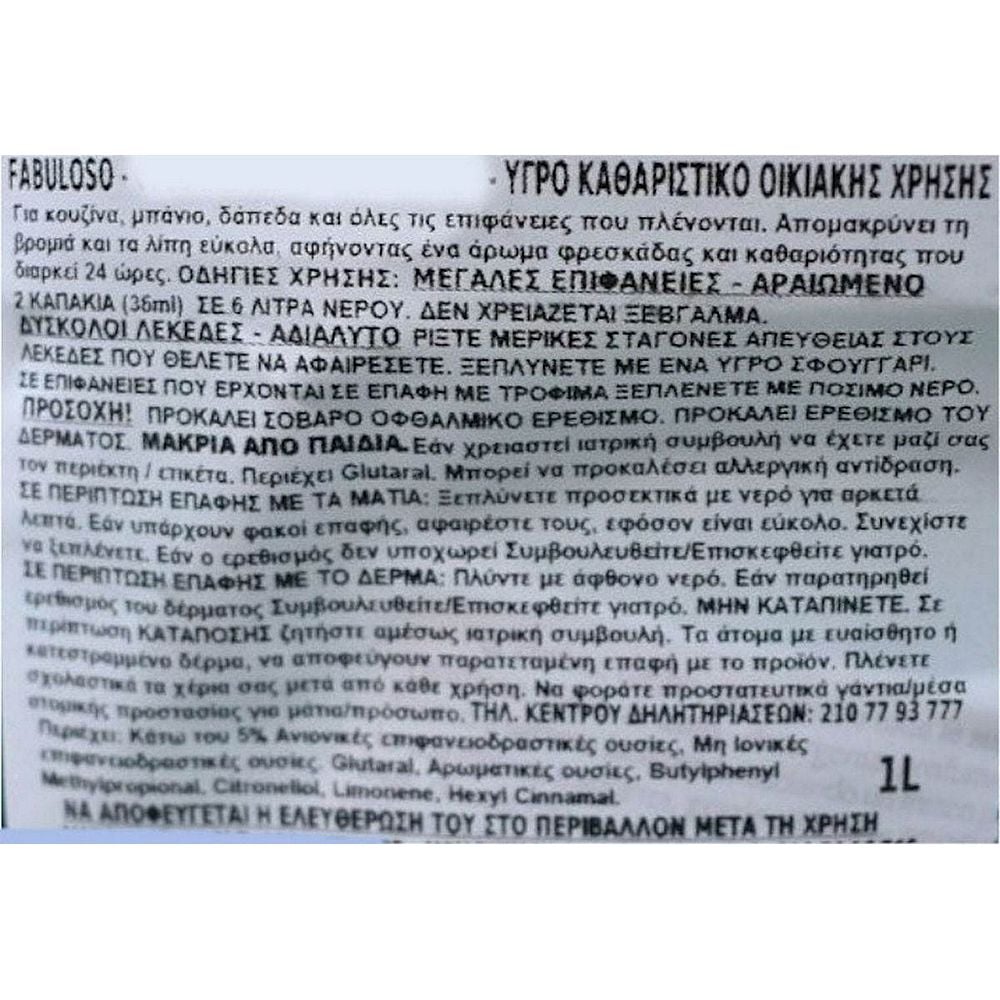 FABULOSO - - ΥΓΡΟ ΚΑΘΑΡΙΣΤΙΚΟ ΟΙΚΙΑΚΗΣ ΧΡΗΣΗΣ
Για κουζίνα, μπάνιο, δάπεδα και όλες τις επιφάνειες που πλένονται. Απομακρύνει τη
βρομιά και τα λίπη εύκολα, αφήνοντας ένα άρωμα φρεσκάδας και καθαριότητας που
διαρκεί 24 ώρες. ΟΔΗΓΙΕΣ ΧΡΗΣΗΣ: ΜΕΓΑΛΕΣ ΕΠΙΦΑΝΕΙΕΣ - ΑΡΑΙΩΜΕΝΟ
2 ΚΑΠΑΚΙΑ (36ml) ΣΕ 6 ΛΙΤΡΑ ΝΕΡΟΥ. ΔΕΝ ΧΡΕΙΑΖΕΤΑΙ ΞΕΒΓΑΛΜΑ.
ΔΥΣΚΟΛΟΙ ΛΕΚΕΔΕΣ - ΑΔΙΑΛΥΤΟ ΡΙΞΤΕ ΜΕΡΙΚΕΣ ΣΤΑΓΟΝΕΣ ΑΠΕΥΘΕΙΑΣ ΣΤΟΥΣ
ΛΕΚΕΔΕΣ ΠΟΥ ΘΕΛΕΤΕ ΝΑ ΑΦΑΙΡΕΣΕΤΕ. ΞΕΠΛΥΝΕΤΕ ΜΕ ΕΝΑ ΥΓΡΟ ΣΦΟΥΓΓΑΡΙ.
ΣΕ ΕΠΙΦΑΝΕΙΕΣ ΠΟΥ ΕΡΧΟΝΤΑΙ ΣΕ ΕΠΑΦΗ ΜΕ ΤΡΟΦΙΜΑ ΞΕΠΛΕΝΕΤΕ ΜΕ ΠΟΣΙΜΟ ΝΕΡΟ.
ΠΡΟΣΟΧΗ! ΠΡΟΚΑΛΕΙ ΣΟΒΑΡΟ ΟΦΘΑΛΜΙΚΟ ΕΡΕΘΙΣΜΟ. ΠΡΟΚΑΛΕΙ ΕΡΕΘΙΣΜΟ ΤΟΥ
ΔΕΡΜΑΤΟΣ. ΜΑΚΡΙΑ ΑΠΟ ΠΑΙΔΙΑ. Εάν χρειαστεί ιατρική συμβουλή να έχετε μαζί σας
τον περιέκτη / ετικέτα. Περιέχει Glutaral. Μπορεί να προκαλέσει αλλεργική αντίδραση.
ΣΕ ΠΕΡΙΠΤΩΣΗ ΕΠΑΦΗΣ ΜΕ ΤΑ ΜΑΤΙΑ: Ξεπλύνετε προσεκτικά με νερό για αρκετά
λεπτά. Εάν υπάρχουν φακοί επαφής, αφαιρέστε τους, εφόσον είναι εύκολο. Συνεχίστε
να ξεπλένετε. Εάν ο ερεθισμός δεν υποχωρεί Συμβουλευθείτε/Επισκεφθείτε γιατρό.
ΣΕ ΠΕΡΙΠΤΩΣΗ ΕΠΑΦΗΣ ΜΕ ΤΟ ΔΕΡΜΑ: Πλύντε με άφθονο νερό. Εάν παρατηρηθεί
ερεθισμός του δέρματος Συμβουλευθείτε/Επισκεφθείτε γιατρό. ΜΗΝ ΚΑΤΑΠΙΝΕΤΕ. Σε
περίπτωση ΚΑΤΑΠΟΣΗΣ ζητήστε αμέσως ιατρική συμβουλή. Τα άτομα με ευαίσθητο ή
κατεστραμμένο δέρμα, να αποφεύγουν παρατεταμένη επαφή με το προϊόν. Πλένετε
σχολαστικά τα χέρια σας μετά από κάθε χρήση. Να φοράτε προστατευτικά γάντια/μέσα
ατομικής προστασίας για μάτια/πρόσωπο. ΤΗΛ. ΚΕΝΤΡΟΥ ΔΗΛΗΤΗΡΙΑΣΕΩΝ: 210 77 93 777
Περιέχει: Κάτω του 5% Ανιονικές επιφανειοδραστικές ουσίες, Μη Ιονικές
επιφανειοδραστικές ουσίες. Glutaral, Αρωματικές ουσίες, Butylphenyl
Methylpropional, Citronellol, Limonene, Hexyl Cinnamal.
1L
ΝΑ ΑΠΟΦΕΥΓΕΤΑΙ Η ΕΛΕΥΘΕΡΩΣΗ ΤΟΥ ΣΤΟ ΠΕΡΙΒΑΛΛΟΝ ΜΕΤΑ ΤΗ ΧΡΗΣΗ